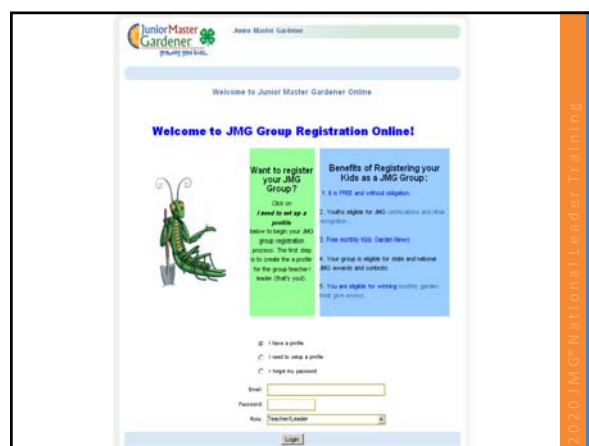 Junior Master
Gardener
growing good kids...
Junior Master Gardener
Welcome to Junior Master Gardener Online
Welcome to JMG Group Registration Online!
Want to register
your JMG
Group?
Click on
I need to set up a
profile
below to begin your JMG
group registration
process. The first step
is to create the a profile
for the group teacher/
leader (that's you!).
Benefits of Registering your
Kids as a JMG Group:
1. It is FREE and without obligation.
2. Youths eligible for JMG certifications and other
recognition.
3. Free monthly Kids' Garden News.
4. Your group is eligible for state and national
JMG awards and contests.
5. You are eligible for winning monthly garden
treat give aways.
I have a profile
I need to setup a profile
I forgot my password
Email:
Password:
Role: Teacher/Leader
Login
2020 JMG® National Leader Training